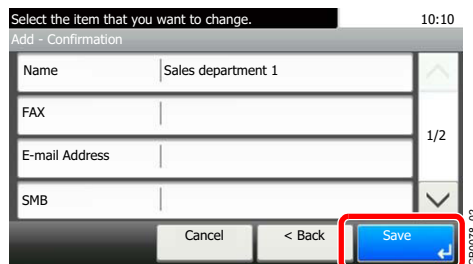 Select the item that you want to change. 10:10
Add - Confirmation
Name Sales department 1
FAX
1/2
E-mail Address
SMB
Cancel < Back Save